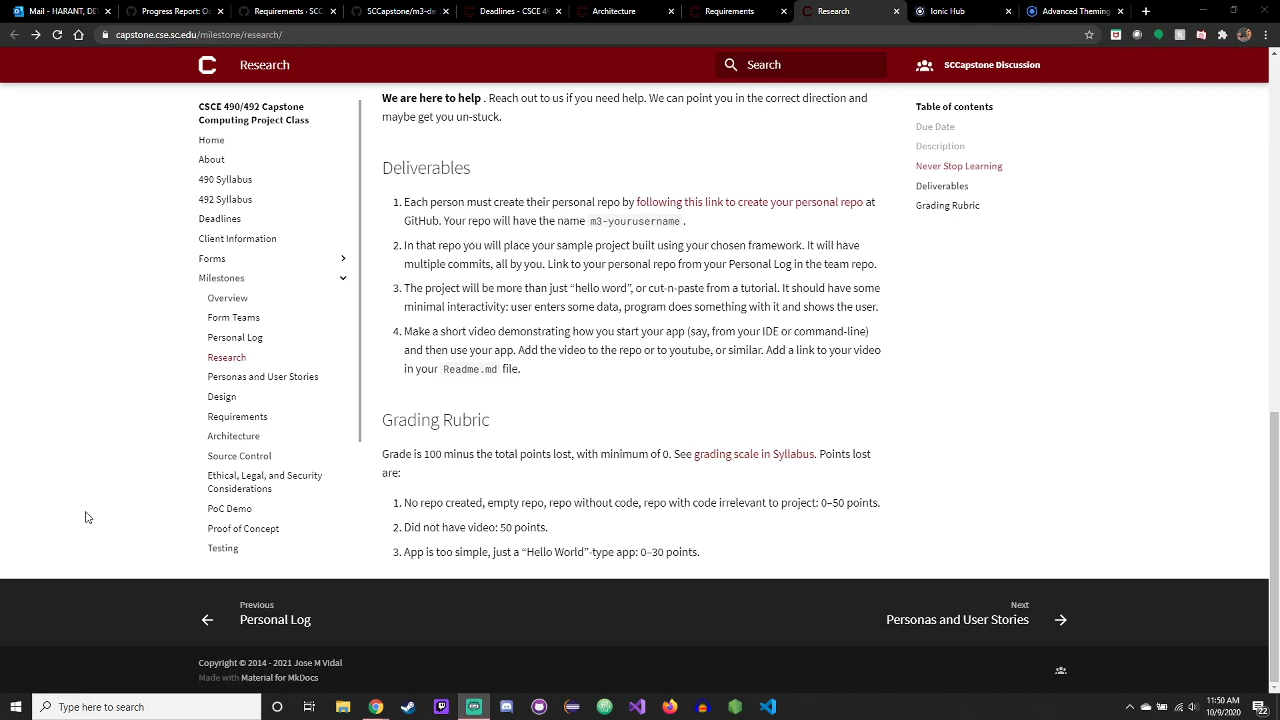 Mail - HARANT, DE
Progress Report O
Repositories - SCC
SCCapstone
Deadlines - CSCE 49
Architecture
Research
Research
Introduction
Advanced Theming
capstone.cse.sc.edu/milestone/research/
Research
Search
SCCapstone Discussion
CSCE 490/492 Capstone
Computing Project Class
Home
About
490 Syllabus
492 Syllabus
Deadlines
Client Information
Forms
Milestones
Overview
Form Teams
Personal Log
Research
Personas and User Stories
Design
Requirements
Architecture
Source Control
Ethical, Legal, and Security
Considerations
PoC Demo
Proof of Concept
Testing
We are here to help . Reach out to us if you need help. We can point you in the correct direction and
maybe get you un-stuck.
Deliverables
1. Each person must create their personal repo by following this link to create your personal repo at
GitHub. Your repo will have the name m3-yourusername .
2. In that repo you will place your sample project built using your chosen framework. It will have
multiple commits, all by you. Link to your personal repo from your Personal Log in the team repo.
3. The project will be more than just “hello word”, or cut-n-paste from a tutorial. It should have some
minimal interactivity: user enters some data, program does something with it and shows the user.
4. Make a short video demonstrating how you start your app (say, from your IDE or command-line)
and then use your app. Add the video to the repo or to youtube, or similar. Add a link to your video
in your Readme.md file.
Grading Rubric
Grade is 100 minus the total points lost, with minimum of 0. See grading scale in Syllabus. Points lost
are:
1. No repo created, empty repo, repo without code, repo with code irrelevant to project: 0–50 points.
2. Did not have video: 50 points.
3. App is too simple, just a “Hello World”-type app: 0–30 points.
Table of contents
Due Date
Description
Never Stop Learning
Deliverables
Grading Rubric
Previous
Personal Log
Next
Personas and User Stories
Copyright © 2014 - 2021 Jose M Vidal
Made with Material for MkDocs
Type here to search
11:50 AM
10/9/2020